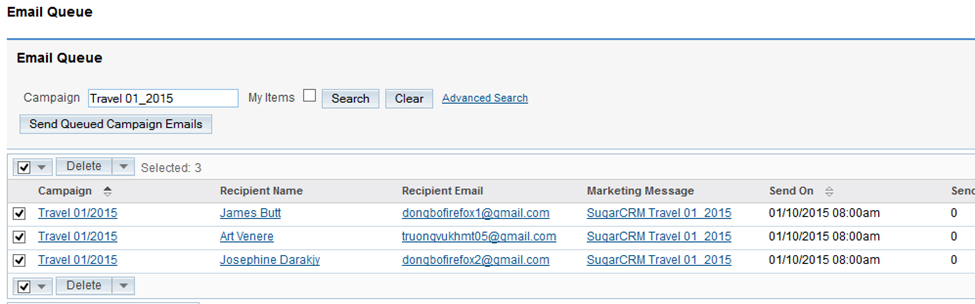 Email Queue
Email Queue
Campaign Travel 01_2015 My Items Search Clear Advanced Search
Send Queued Campaign Emails
Delete Selected: 3
Campaign Recipient Name Recipient Email Marketing Message Send On Senc
Travel 01/2015 James Butt dongbofirefox1@gmail.com SugarCRM Travel 01_2015 01/10/2015 08:00am 0
Travel 01/2015 Art Venere truongvukhmt05@gmail.com SugarCRM Travel 01_2015 01/10/2015 08:00am 0
Travel 01/2015 Josephine Darakjy dongbofirefox2@gmail.com SugarCRM Travel 01_2015 01/10/2015 08:00am 0
Delete